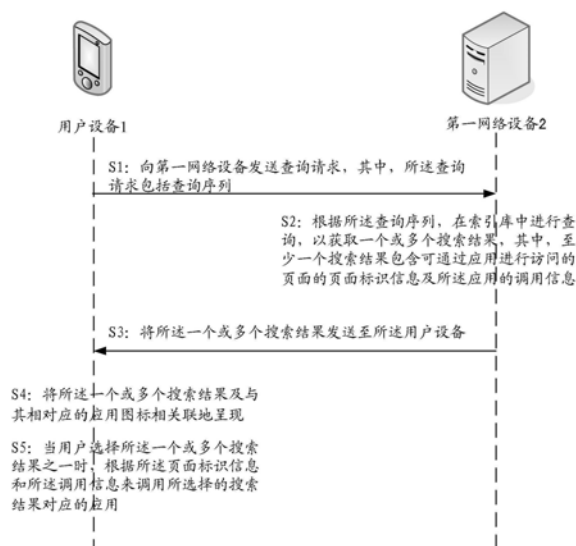 用户设备1
第一网络设备2
S1：向第一网络设备发送查询请求，其中，所述查询
请求包括查询序列
S2：根据所述查询序列，在索引库中进行查
询，以获取一个或多个搜索结果，其中，至
少一个搜索结果包含可通过应用进行访问的
页面的页面标识信息及所述应用的调用信息
S3：将所述一个或多个搜索结果发送至所述用户设备
S4：将所述一个或多个搜索结果及与
其相对应的应用图标相关联地呈现
S5：当用户选择所述一个或多个搜索
结果之一时，根据所述页面标识信息
和所述调用信息来调用所选择的搜索
结果对应的应用